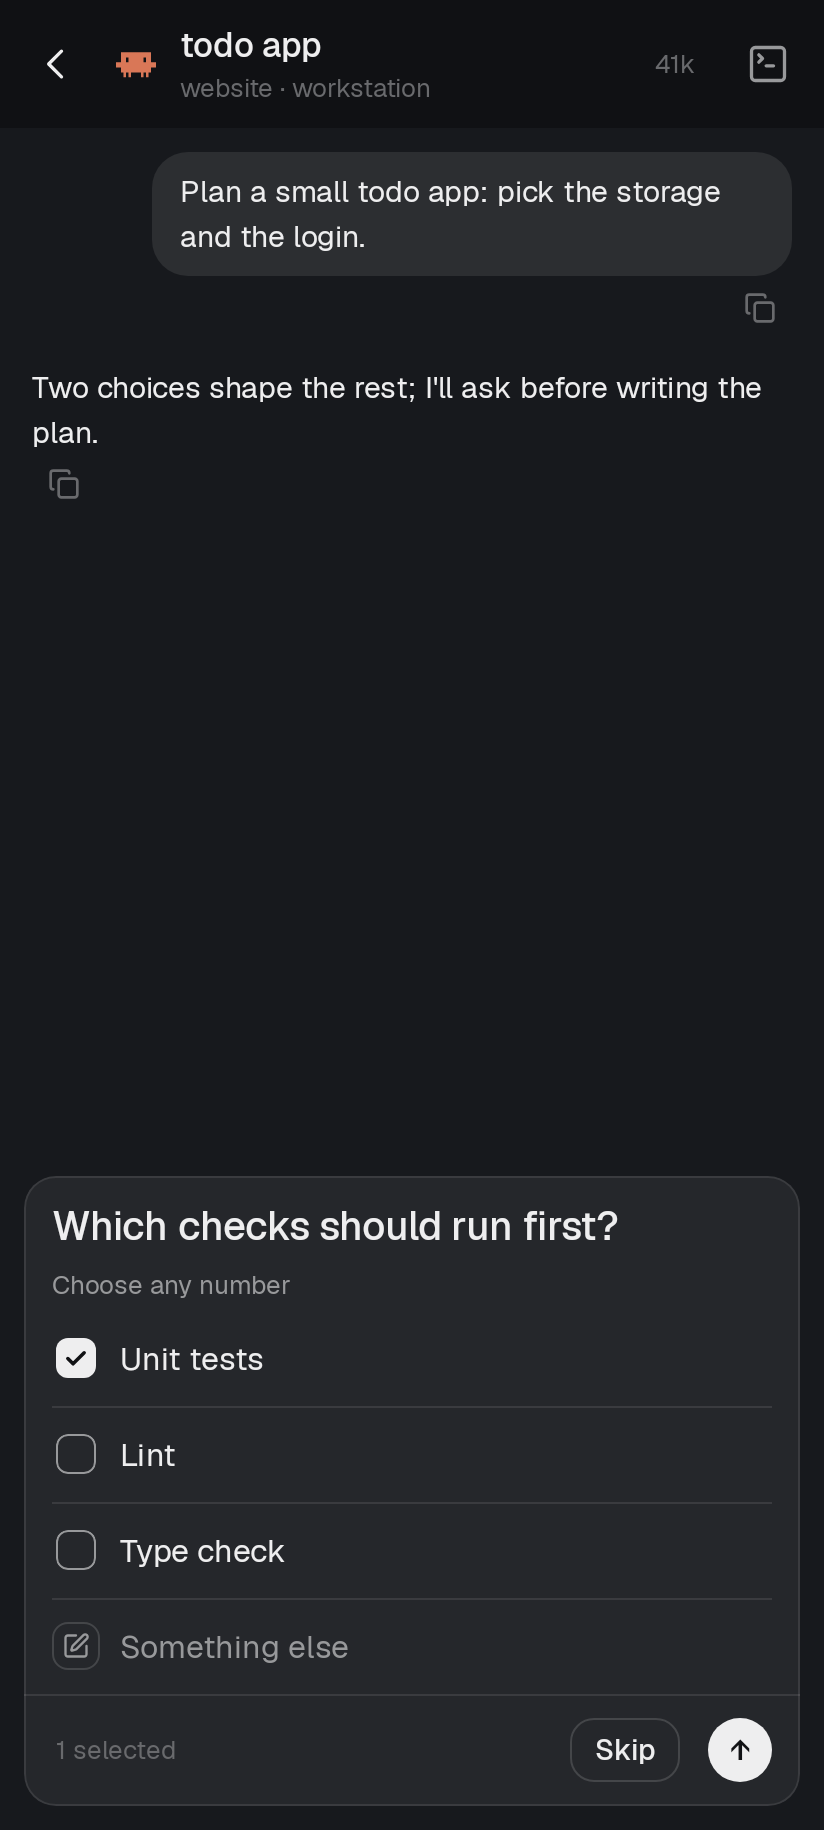 todo app
website · workstation
41k
Plan a small todo app: pick the storage
and the login.
Two choices shape the rest; I'll ask before writing the
plan.
Which checks should run first?
Choose any number
Unit tests
Lint
Type check
Something else
1 selected
Skip